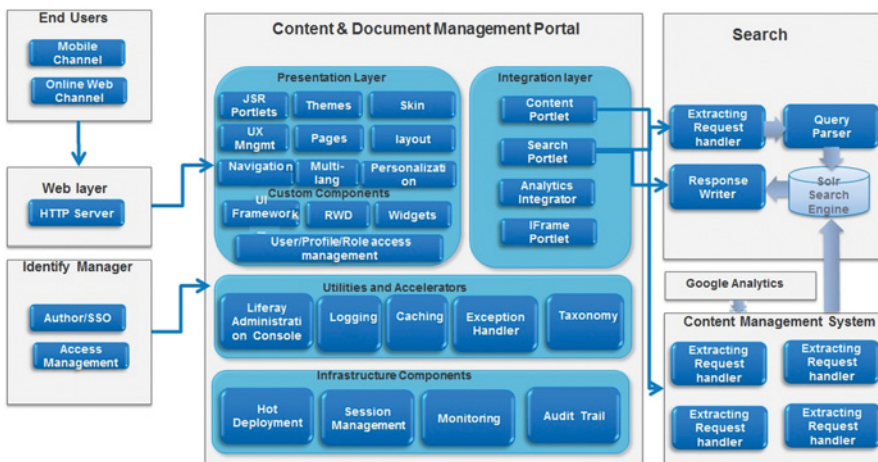 End Users
Mobile
Channel
Online Web
Channel
Web layer
HTTP Server
Identify Manager
Author/SSO
Access
Management
Content & Document Management Portal
Presentation Layer
JSR
Portlets
Themes
Skin
UX
Mngmt
Pages
layout
Navigation
Multi-
lang
Personalizati
on
Custom Components
UI
Framework
RWD
Widgets
User/Profile/Role access
management
Integration layer
Content
Portlet
Search
Portlet
Analytics
Integrator
IFrame
Portlet
Utilities and Accelerators
Liferay
Administrati
on Console
Logging
Caching
Exception
Handler
Taxonomy
Infrastructure Components
Hot
Deployment
Session
Management
Monitoring
Audit Trail
Search
Extracting
Request
handler
Query
Parser
Response
Writer
Solr
Search
Engine
Google Analytics
Content Management System
Extracting
Request
handler
Extracting
Request
handler
Extracting
Request
handler
Extracting
Request
handler